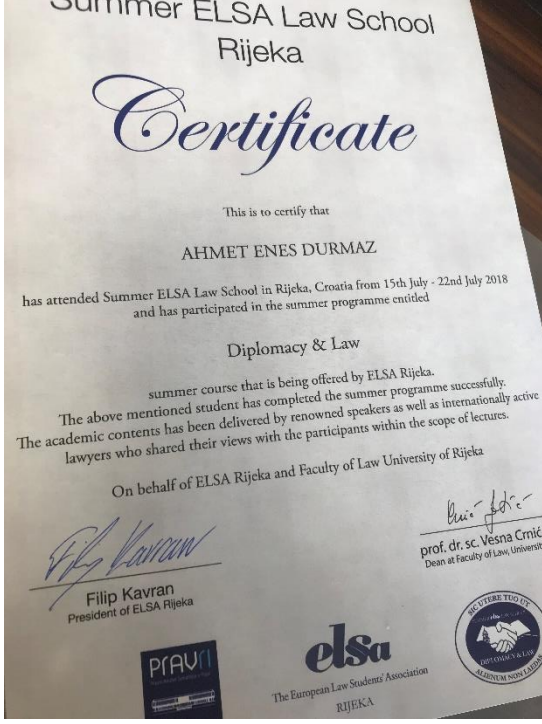 Summer ELSA Law School
Rijeka
Certificate
This is to certify that
AHMET ENES DURMAZ
has attended Summer ELSA Law School in Rijeka, Croatia from 15th July - 22nd July 2018
and has participated in the summer programme entitled
Diplomacy & Law
summer course that is being offered by ELSA Rijeka.
The above mentioned student has completed the summer programme successfully.
The academic contents has been delivered by renowned speakers as well as internationally active
lawyers who shared their views with the participants within the scope of lectures.
On behalf of ELSA Rijeka and Faculty of Law University of Rijeka
Filip Kavran
Filip Kavran
President of ELSA Rijeka
prof. dr. sc. Vesna Crnić
Dean at Faculty of Law, Universit
PRAVRI
elsa
The European Law Students' Association
RIJEKA
SIC UTERE TUO UT
DIPLOMACY & LAW
ALIENUM NON LAEDAS